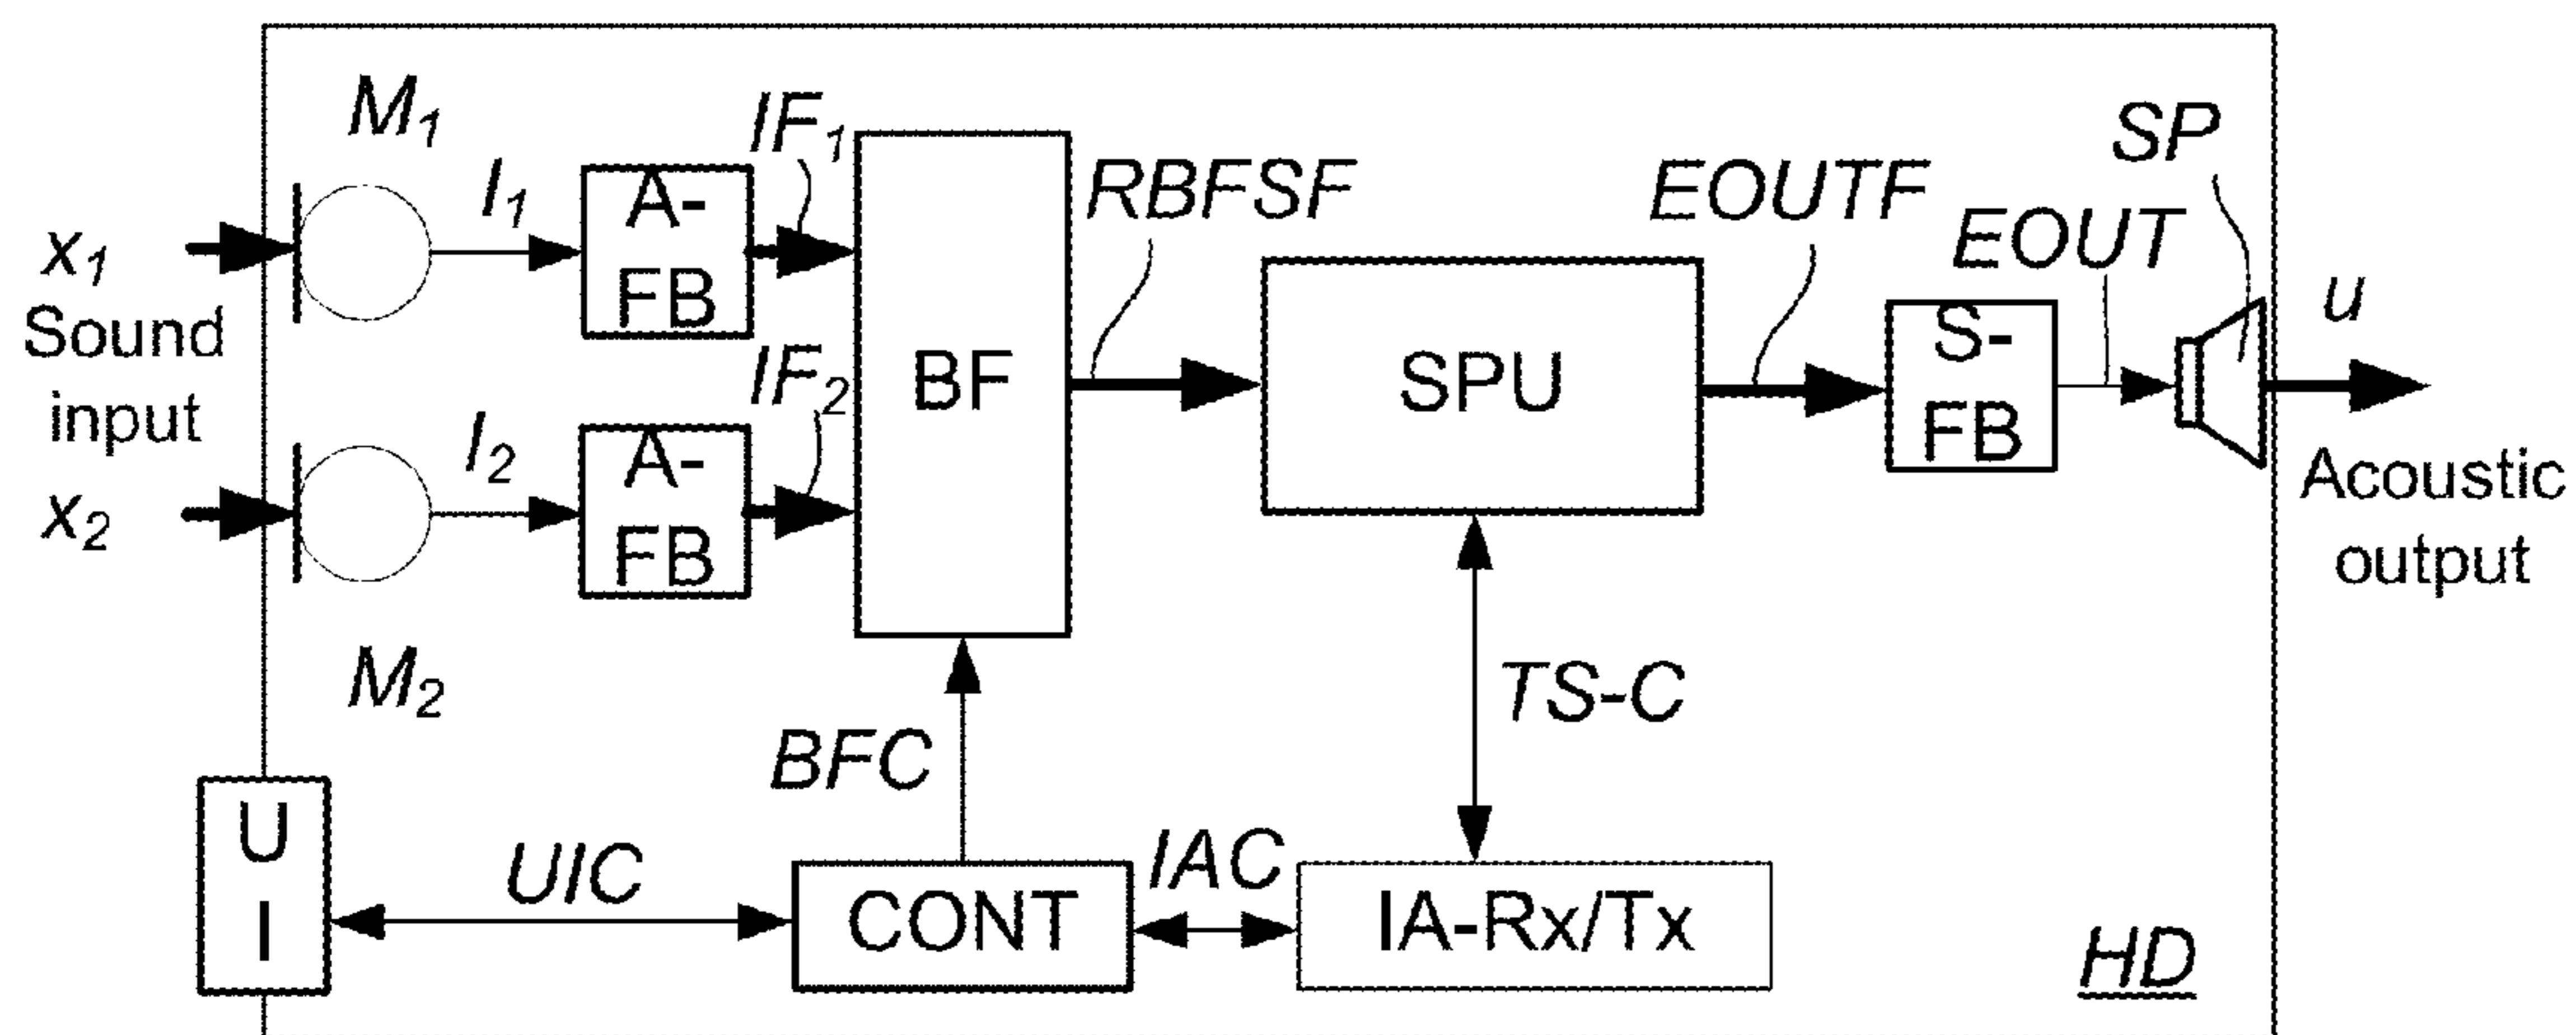 M1
x1
Sound
input
x2
I1
A-
FB
IF1
I2
A-
FB
IF2
M2
BF
RBFSF
SPU
EOUTF
S-
FB
EOUT
SP
u
Acoustic
output
U
I
UIC
BFC
CONT
IAC
TS-C
IA-Rx/Tx
HD